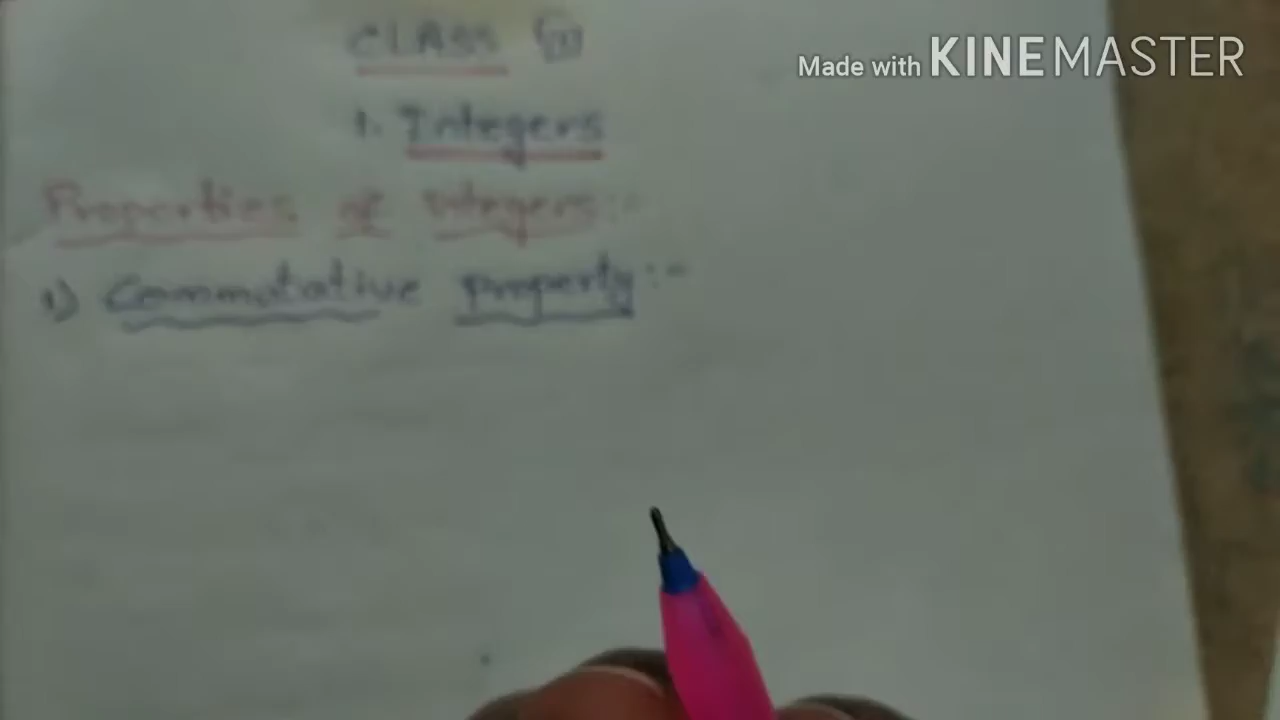 CLASS
Made with KINEMASTER
1. Integers
Properties of Integers:-
1) Commutative property:-